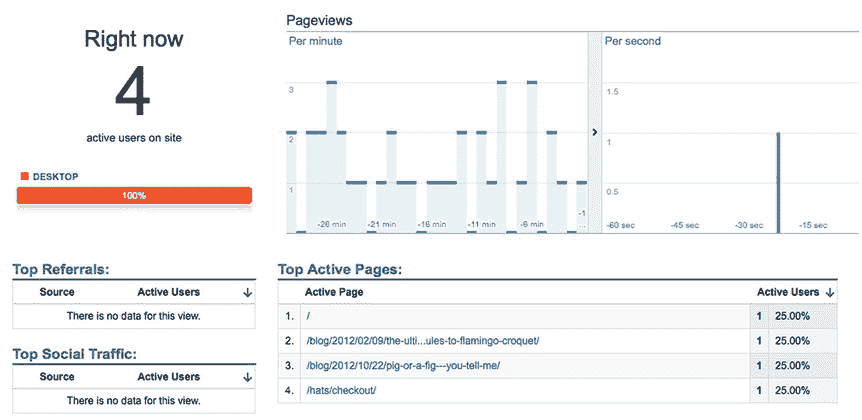 Right now
4
active users on site
DESKTOP
100%
Pageviews
Per minute
3
2
1
-26 min
-21 min
-16 min
-11 min
-6 min
-1
...
Per second
1.5
1
0.5
-60 sec
-45 sec
-30 sec
-15 sec
Top Referrals:
Source Active Users
There is no data for this view.
Top Social Traffic:
Source Active Users
There is no data for this view.
Top Active Pages:
Active Page Active Users
1. / 1 25.00%
2. /blog/2012/02/09/the-ulti...ules-to-flamingo-croquet/ 1 25.00%
3. /blog/2012/10/22/pig-or-a-fig---you-tell-me/ 1 25.00%
4. /hats/checkout/ 1 25.00%